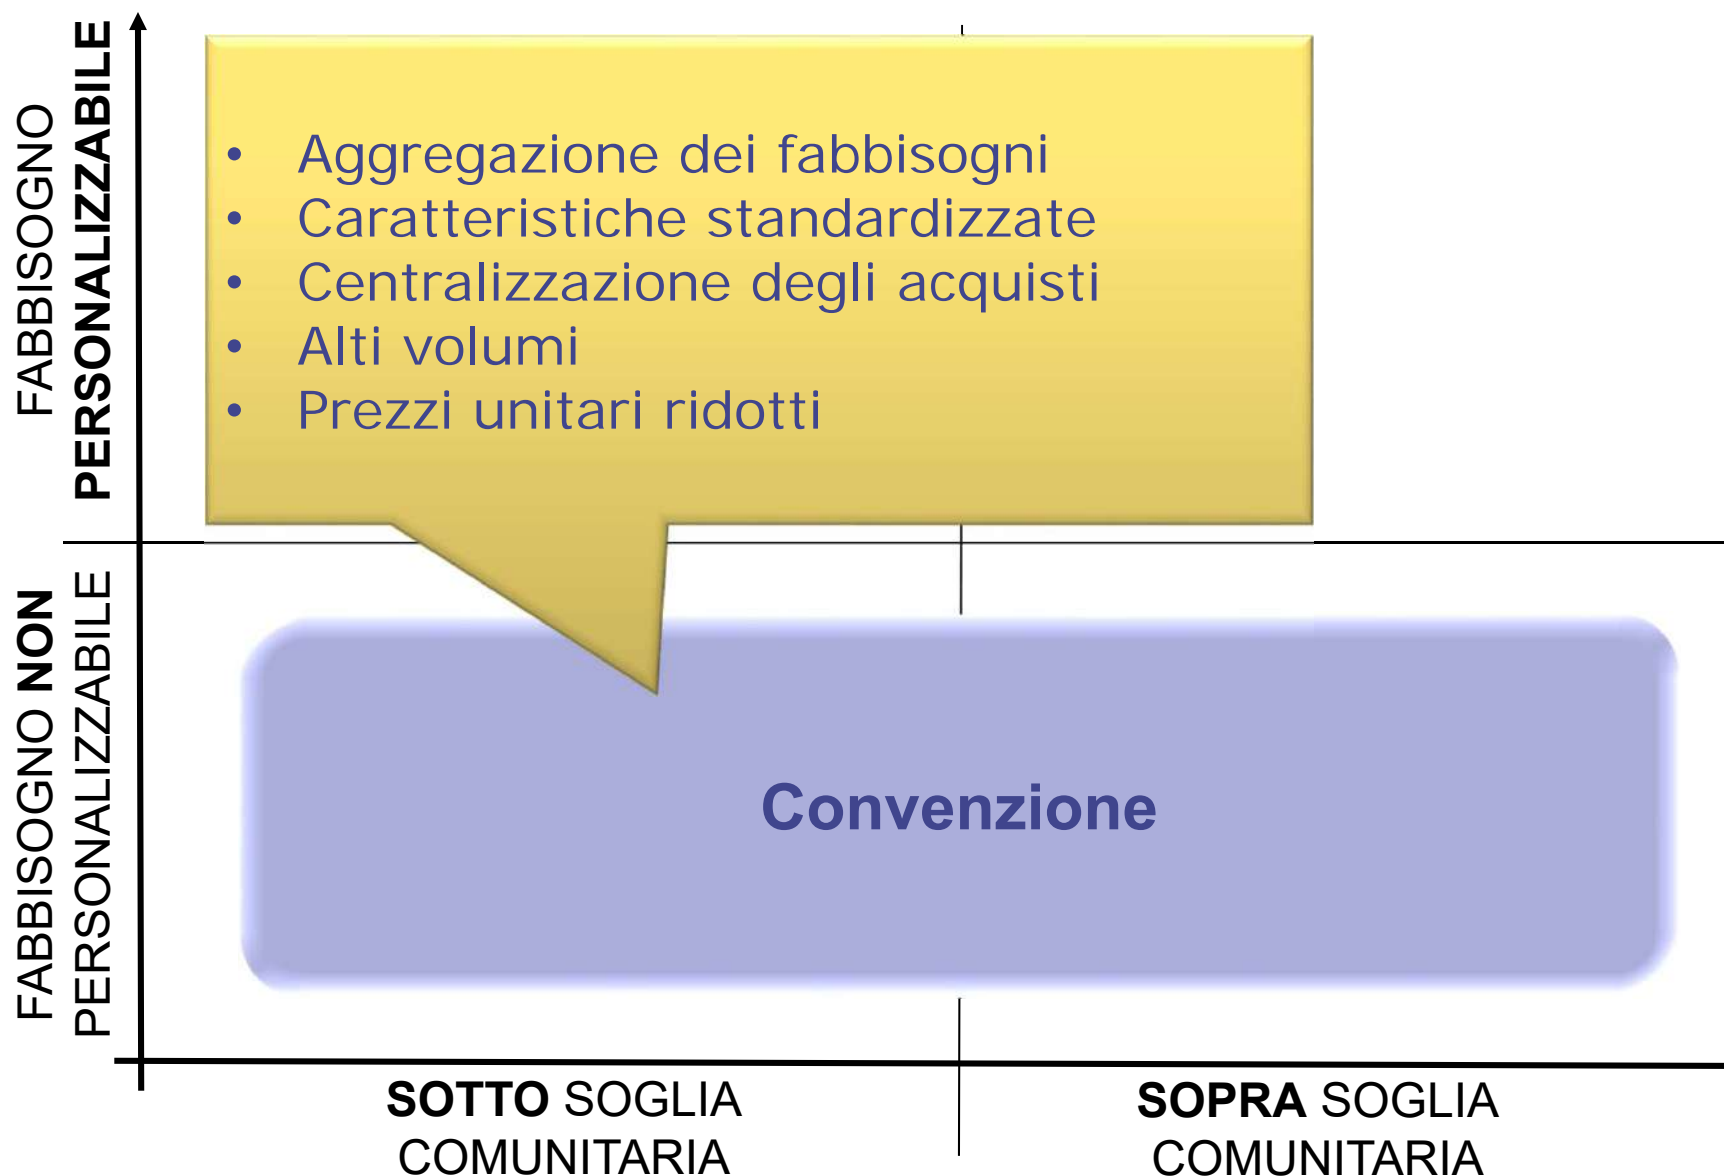 FABBISOGNO
PERSONALIZZABILE
• Aggregazione dei fabbisogni
• Caratteristiche standardizzate
• Centralizzazione degli acquisti
• Alti volumi
• Prezzi unitari ridotti
FABBISOGNO NON
PERSONALIZZABILE
Convenzione
SOTTO SOGLIA
COMUNITARIA
SOPRA SOGLIA
COMUNITARIA